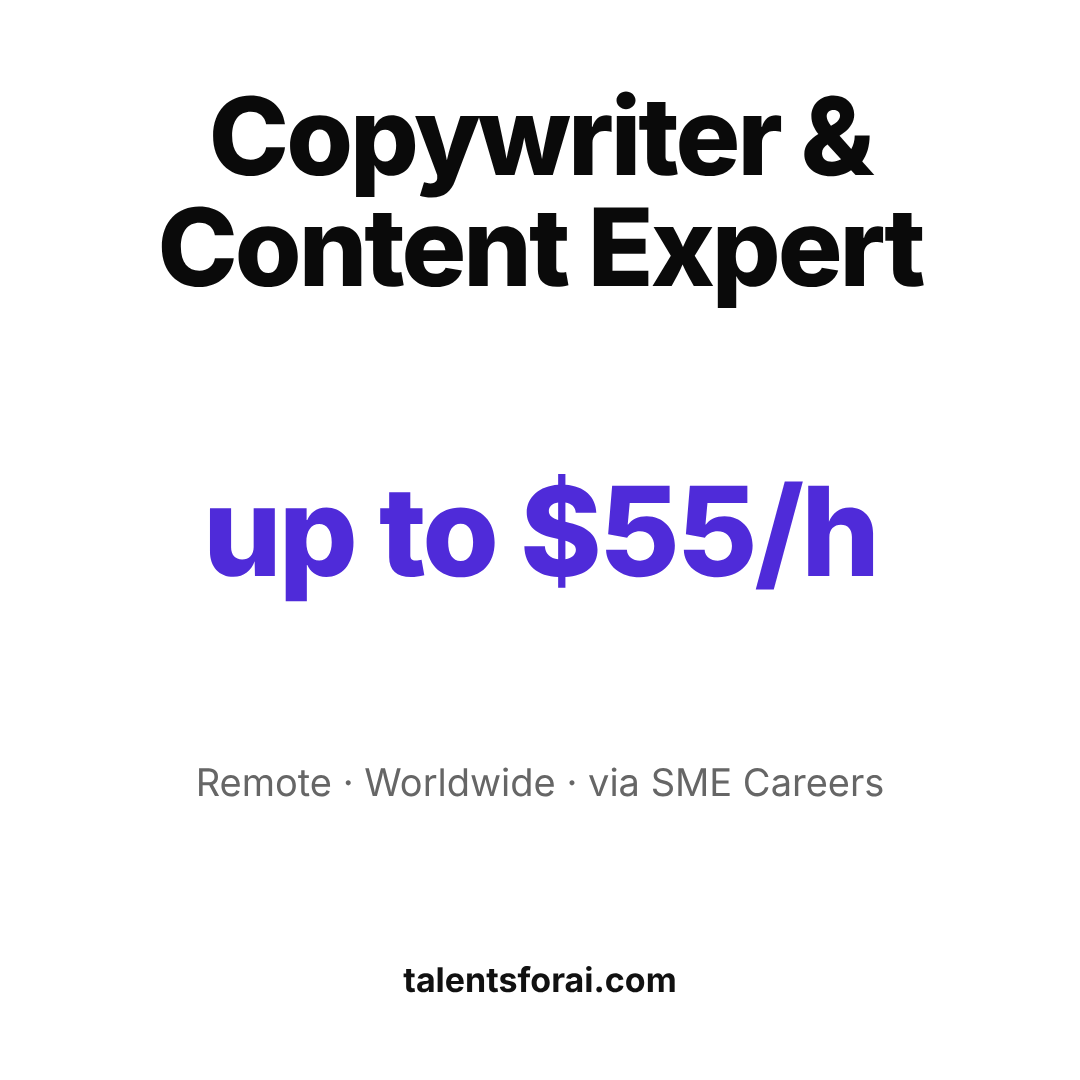 Copywriter &
Content Expert
up to $55/h
Remote · Worldwide · via SME Careers
talentsforai.com